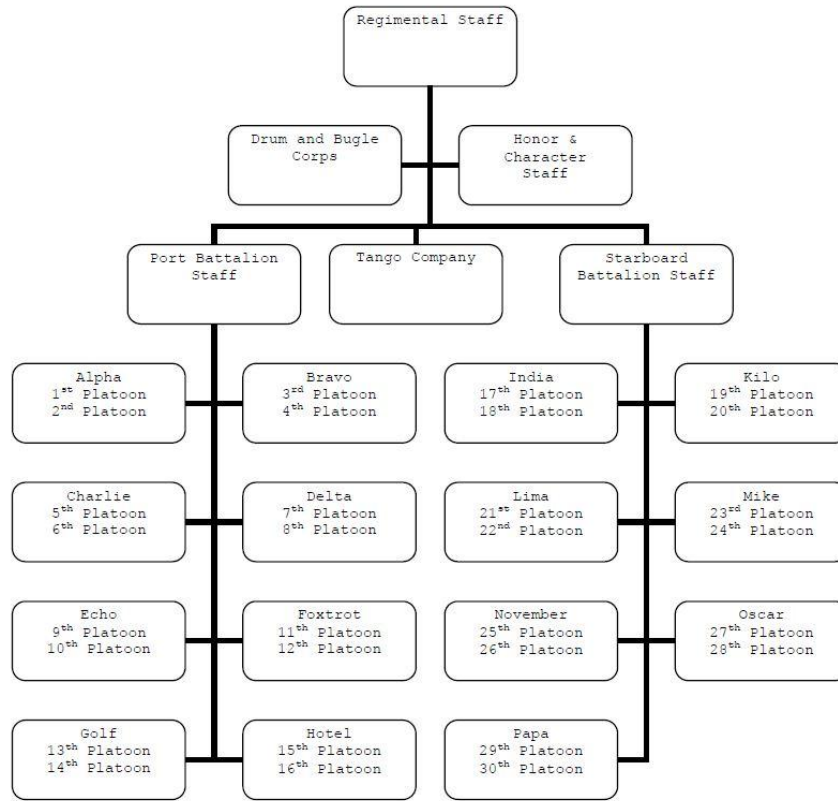 Regimental Staff
Drum and Bugle
Corps
Honor &
Character
Staff
Port Battalion
Staff
Tango Company
Starboard
Battalion Staff
Alpha
1st Platoon
2nd Platoon
Bravo
3rd Platoon
4th Platoon
India
17th Platoon
18th Platoon
Kilo
19th Platoon
20th Platoon
Charlie
5th Platoon
6th Platoon
Delta
7th Platoon
8th Platoon
Lima
21st Platoon
22nd Platoon
Mike
23rd Platoon
24th Platoon
Echo
9th Platoon
10th Platoon
Foxtrot
11th Platoon
12th Platoon
November
25th Platoon
26th Platoon
Oscar
27th Platoon
28th Platoon
Golf
13th Platoon
14th Platoon
Hotel
15th Platoon
16th Platoon
Papa
29th Platoon
30th Platoon